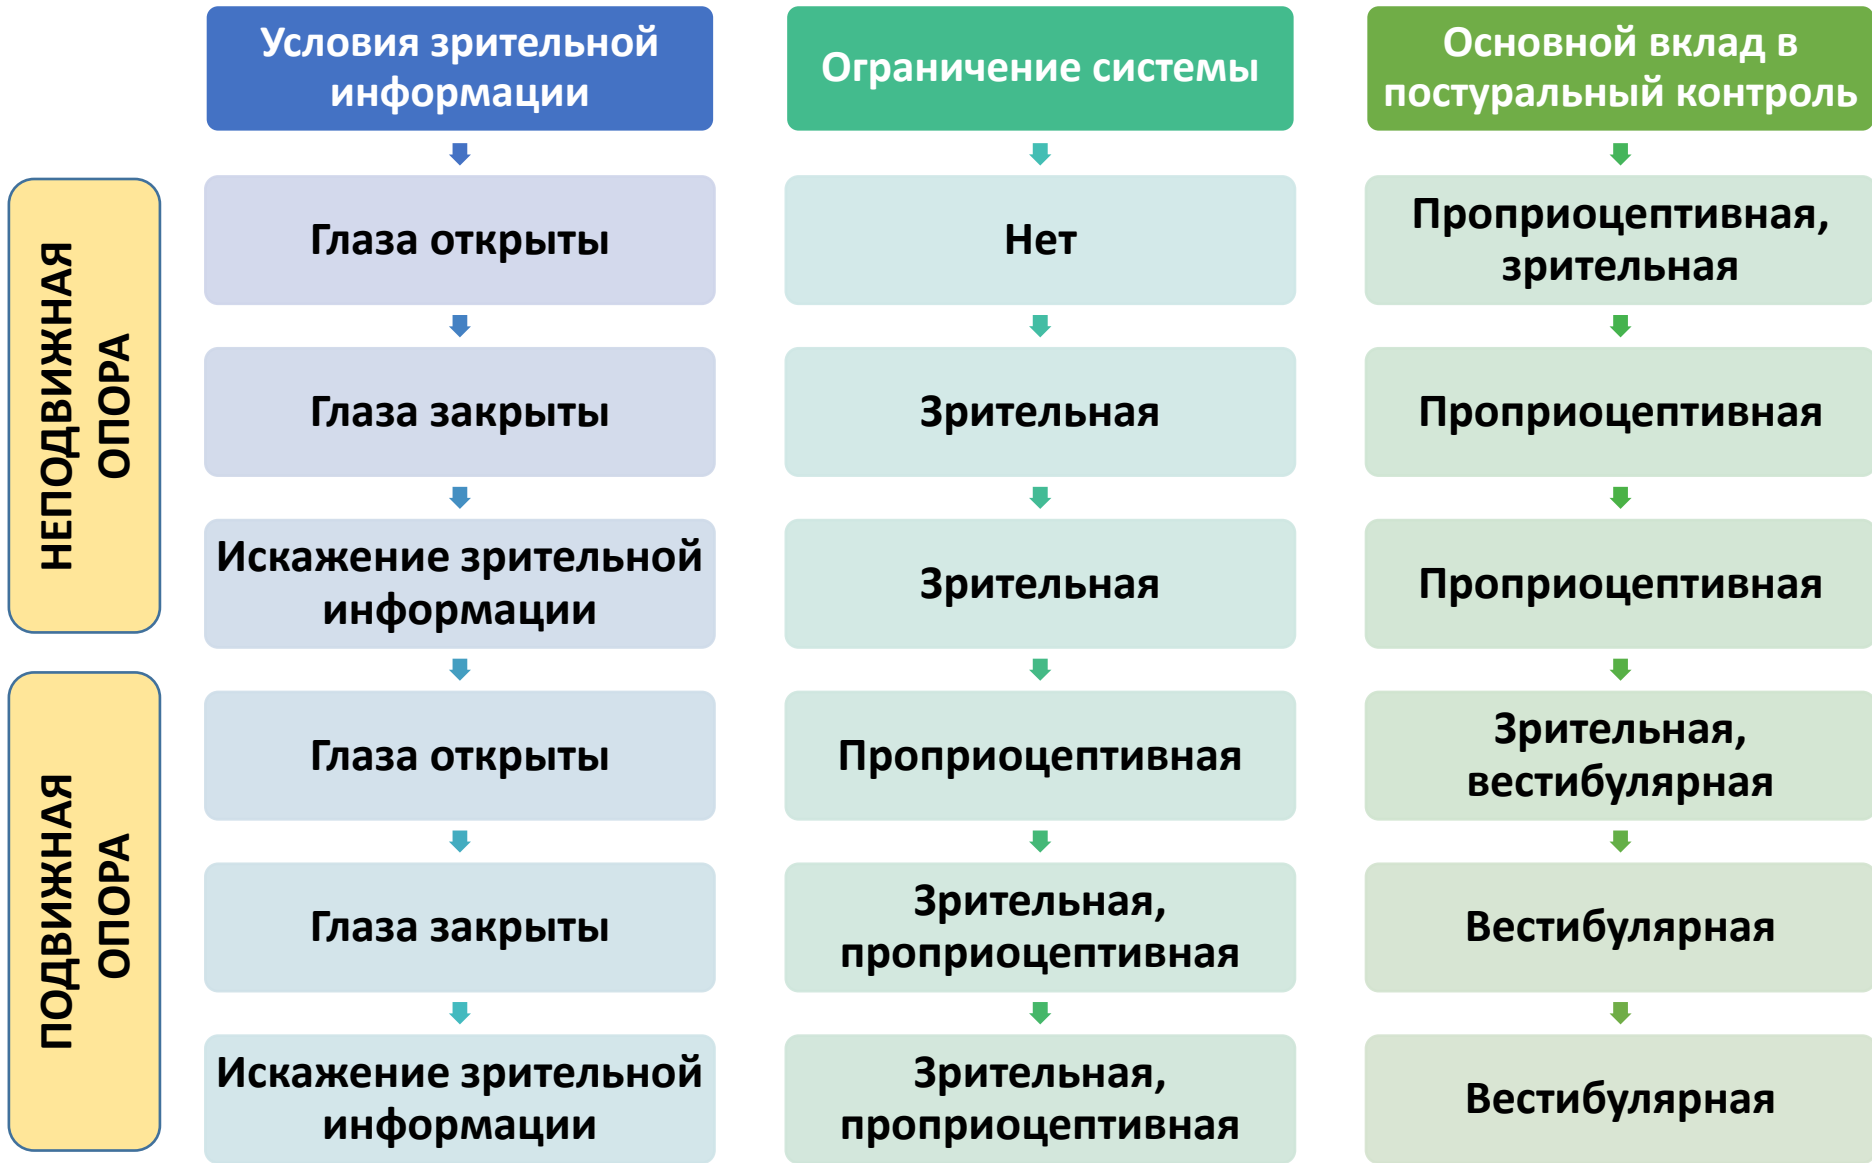 Условия зрительной
информации
Ограничение системы
Основной вклад в
постуральный контроль
НЕПОДВИЖНАЯ
ОПОРА
Глаза открыты
Нет
Проприоцептивная,
зрительная
Глаза закрыты
Зрительная
Проприоцептивная
Искажение зрительной
информации
Зрительная
Проприоцептивная
ПОДВИЖНАЯ
ОПОРА
Глаза открыты
Проприоцептивная
Зрительная,
вестибулярная
Глаза закрыты
Зрительная,
проприоцептивная
Вестибулярная
Искажение зрительной
информации
Зрительная,
проприоцептивная
Вестибулярная